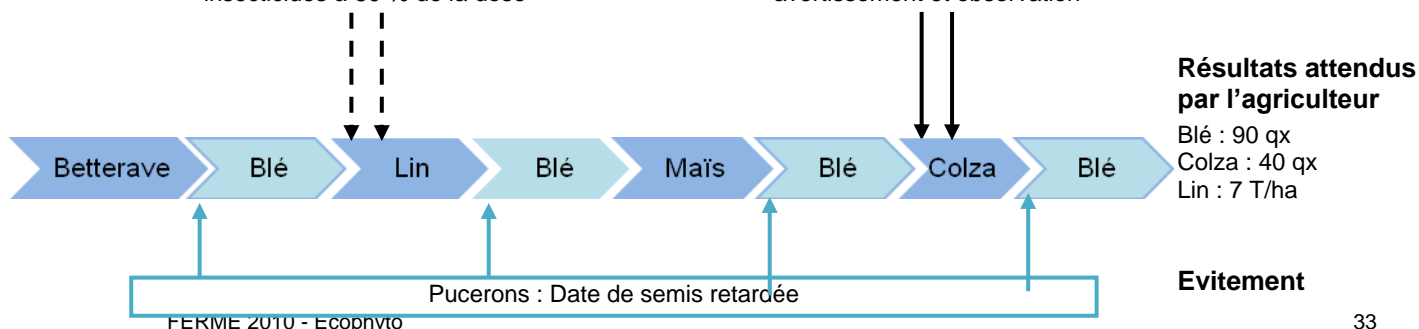 Résultats attendus
par l’agriculteur
Blé : 90 qx
Colza : 40 qx
Lin : 7 T/ha
Betterave
Blé
Lin
Blé
Maïs
Blé
Colza
Blé
Evitement
Pucerons : Date de semis retardée
FERME 2010 - Ecophyto
33